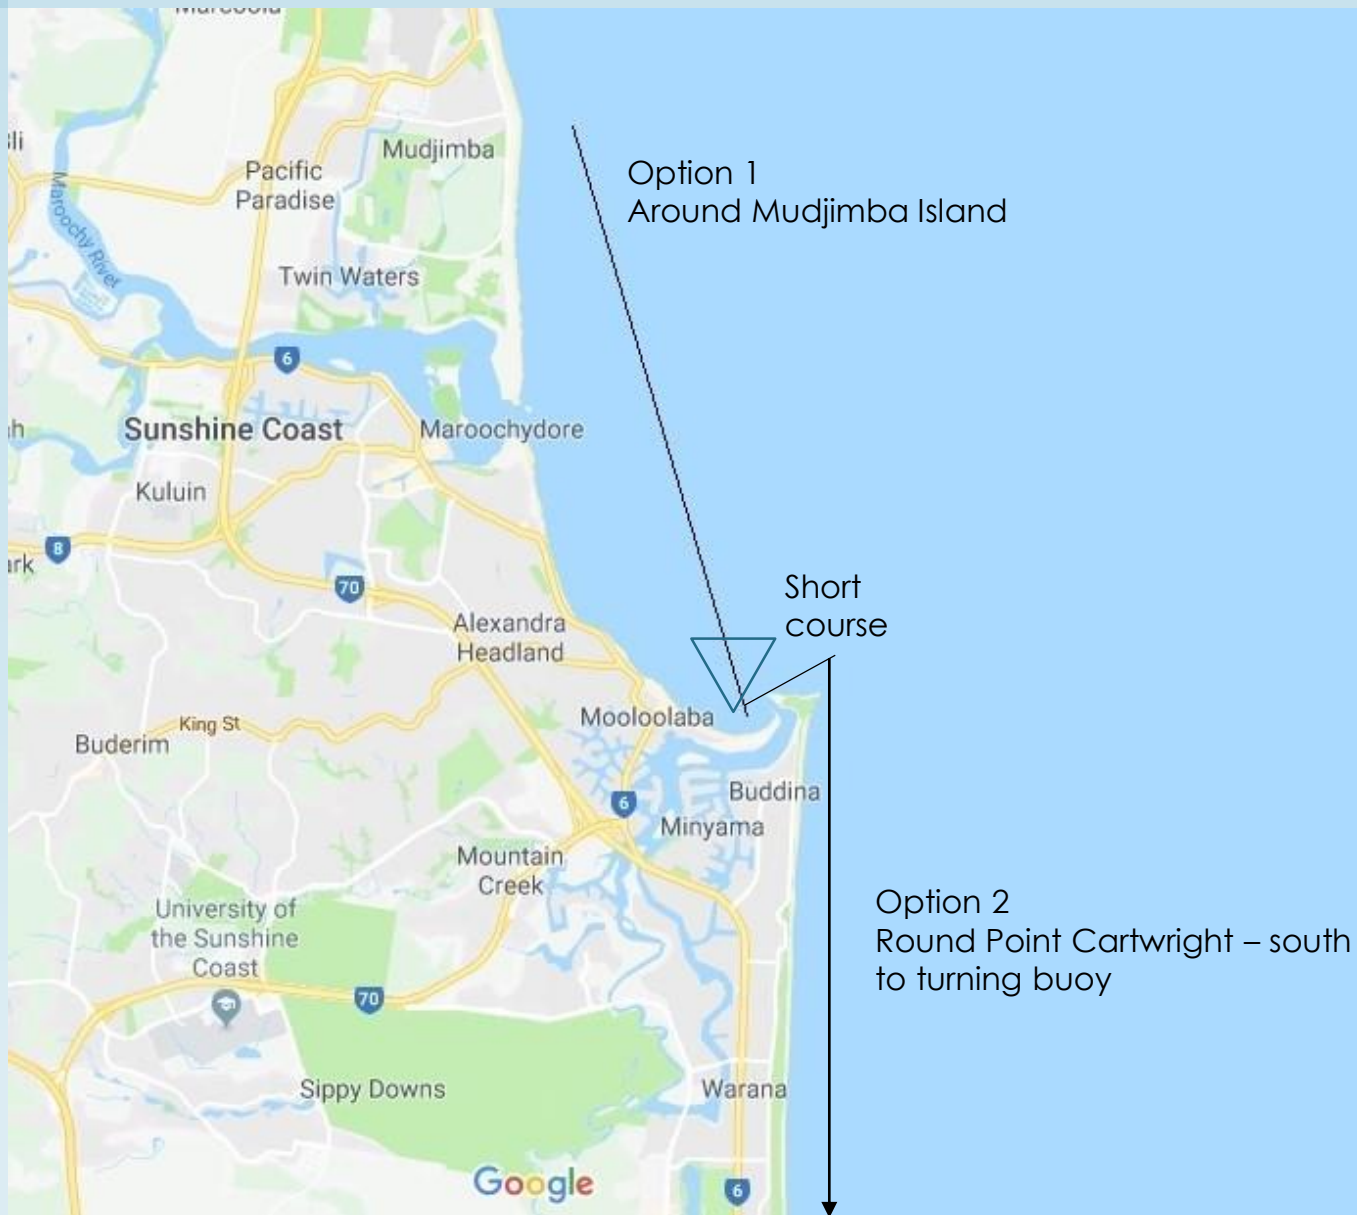 Mudjimba
Pacific
Paradise
Option 1
Around Mudjimba Island
Maroochy River
Twin Waters
6
Sunshine Coast
Maroochydore
Kuluin
8
70
Short
course
Alexandra
Headland
Mooloolaba
King St
Buderim
Buddina
6
Minyama
Mountain
Creek
Option 2
Round Point Cartwright – south
to turning buoy
University of
the Sunshine
Coast
70
Sippy Downs
Warana
Google
6